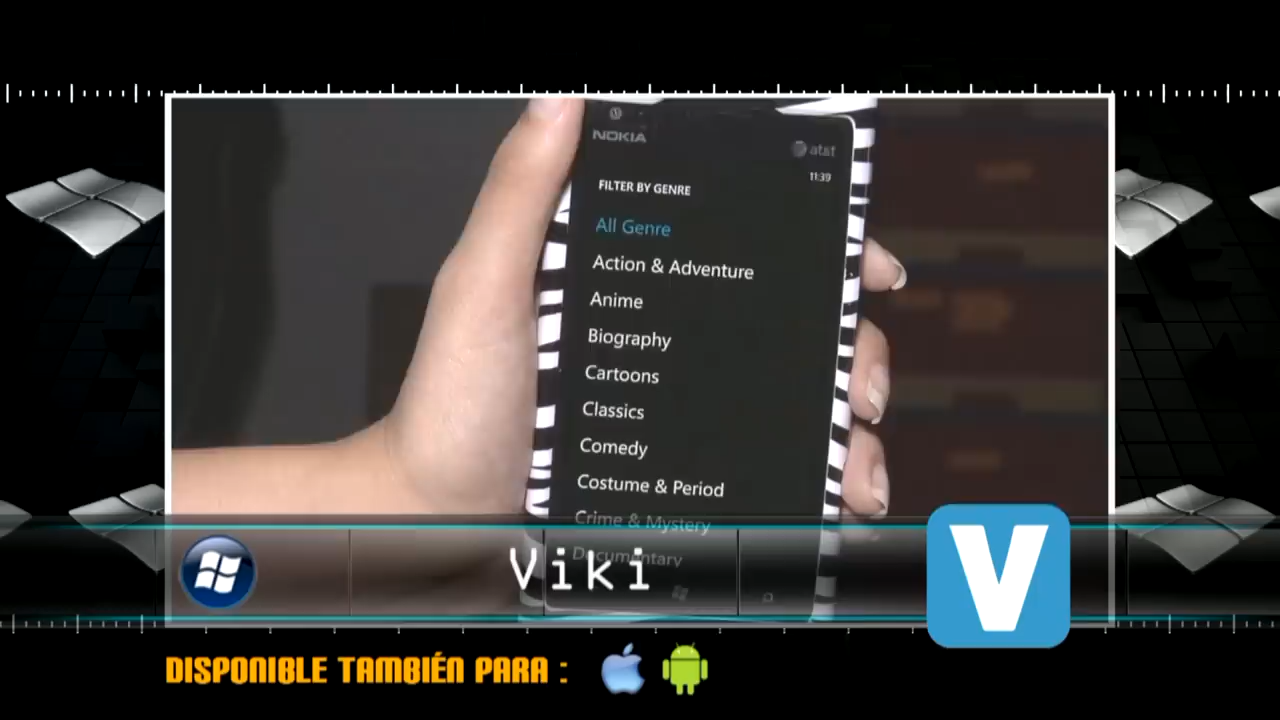 NOKIA
at&t
11:39
FILTER BY GENRE
All Genre
Action & Adventure
Anime
Biography
Cartoons
Classics
Comedy
Costume & Period
Crime & Mystery
Documentary
Viki
V
DISPONIBLE TAMBIÉN PARA :